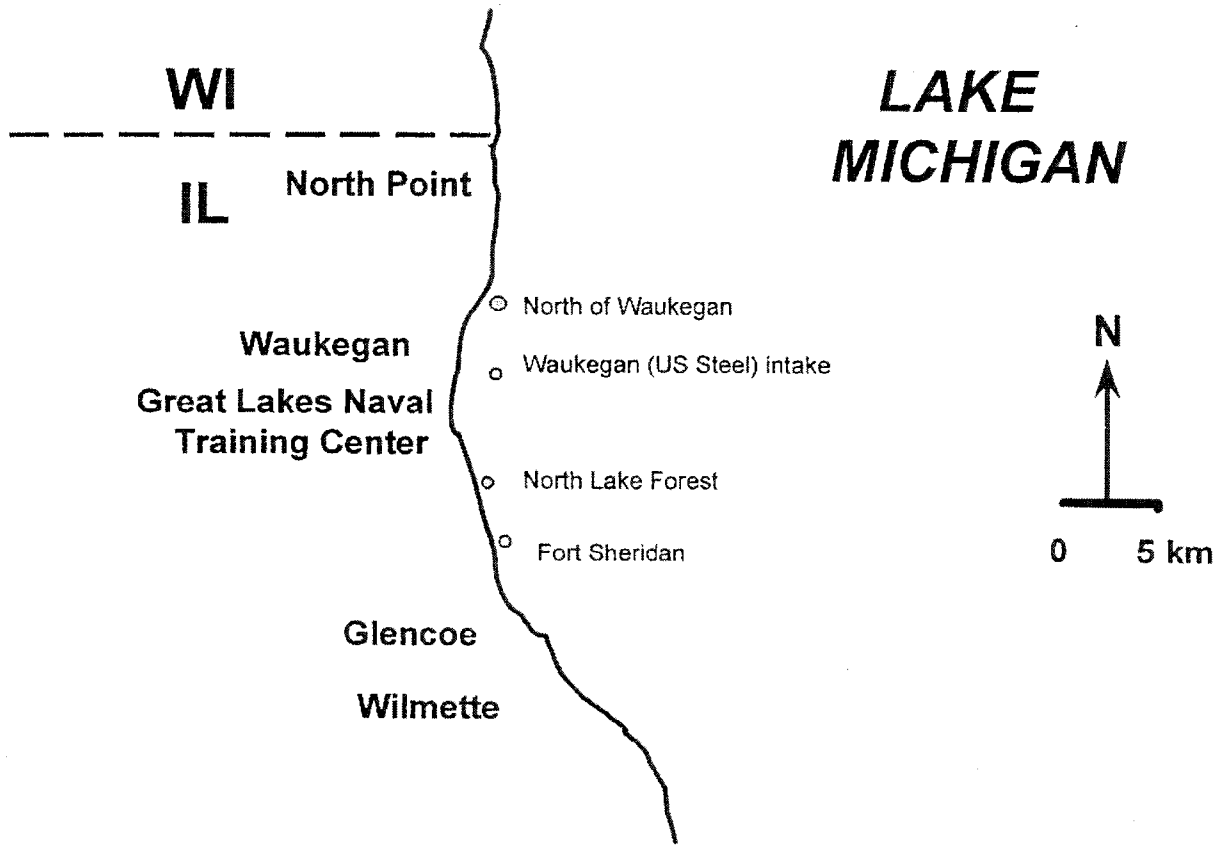 WI
LAKE
MICHIGAN
IL
North Point
North of Waukegan
N
Waukegan
Waukegan (US Steel) intake
Great Lakes Naval
Training Center
North Lake Forest
Fort Sheridan
0 5 km
Glencoe
Wilmette